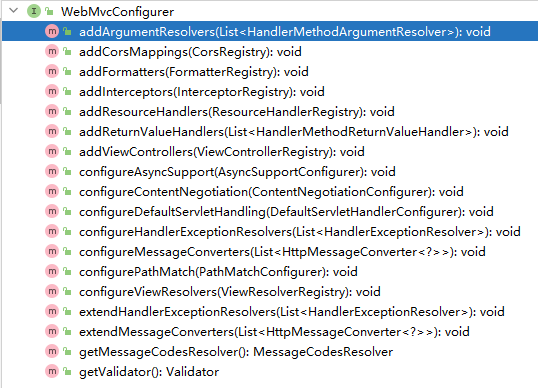 WebMvcConfigurer
addArgumentResolvers(List<HandlerMethodArgumentResolver>): void
addCorsMappings(CorsRegistry): void
addFormatters(FormatterRegistry): void
addInterceptors(InterceptorRegistry): void
addResourceHandlers(ResourceHandlerRegistry): void
addReturnValueHandlers(List<HandlerMethodReturnValueHandler>): void
addViewControllers(ViewControllerRegistry): void
configureAsyncSupport(AsyncSupportConfigurer): void
configureContentNegotiation(ContentNegotiationConfigurer): void
configureDefaultServletHandling(DefaultServletHandlerConfigurer): void
configureHandlerExceptionResolvers(List<HandlerExceptionResolver>): void
configureMessageConverters(List<HttpMessageConverter<?>>): void
configurePathMatch(PathMatchConfigurer): void
configureViewResolvers(ViewResolverRegistry): void
extendHandlerExceptionResolvers(List<HandlerExceptionResolver>): void
extendMessageConverters(List<HttpMessageConverter<?>>): void
getMessageCodesResolver(): MessageCodesResolver
getValidator(): Validator